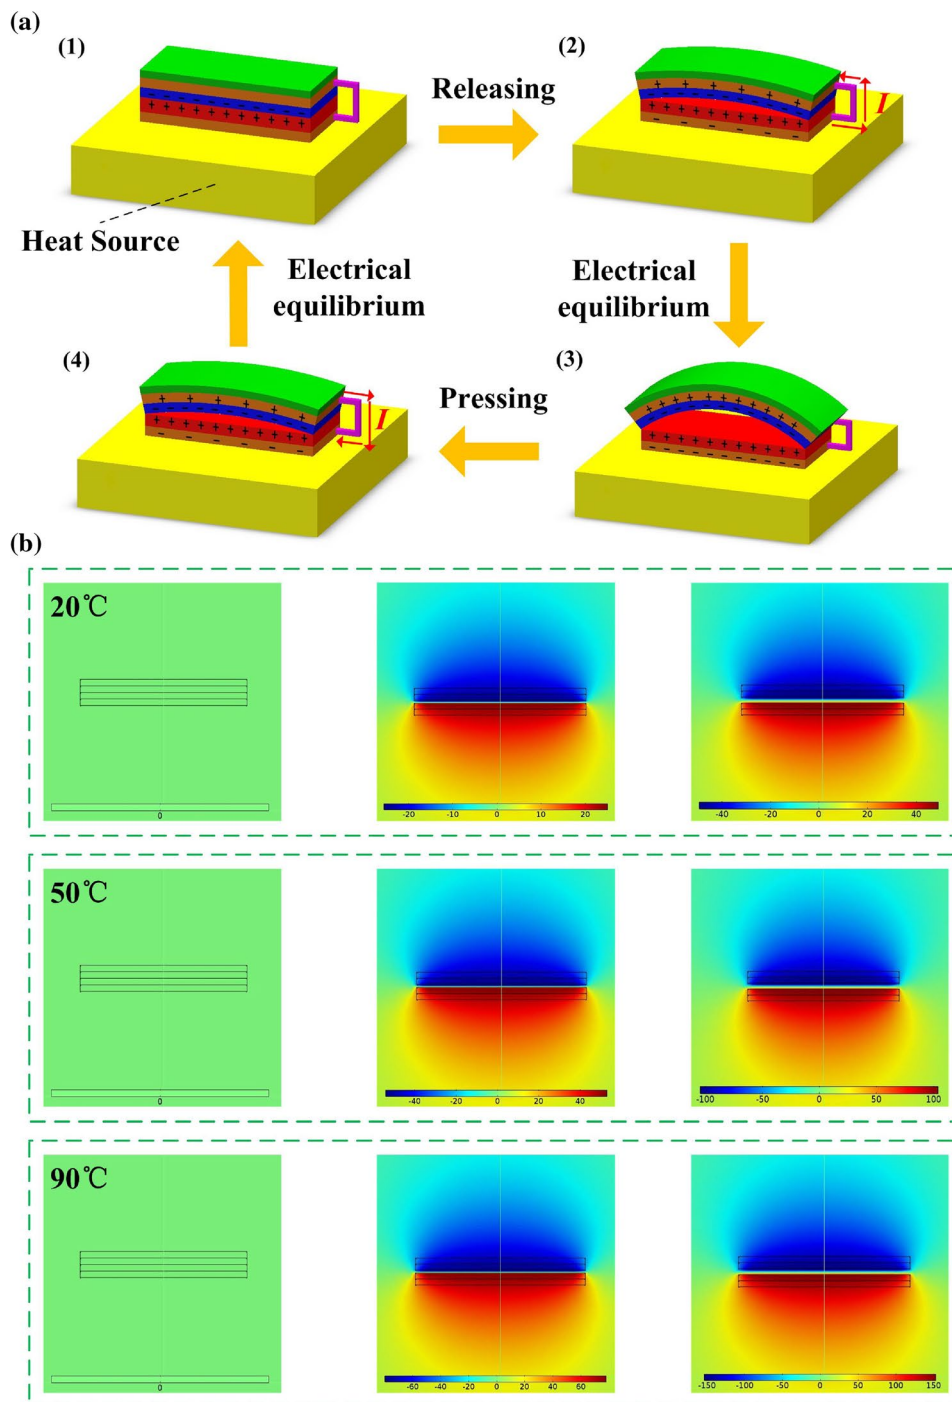 (a)
(1)
(2)
Releasing
I
Heat Source
Electrical
equilibrium
Electrical
equilibrium
(4)
(3)
Pressing
I
(b)
20℃
0
-20 -10 0 10 20
-40 -20 0 20 40
50℃
0
-40 -20 0 20 40
-100 -50 0 50 100
90℃
0
-60 -40 -20 0 20 40 60
-150 -100 -50 0 50 100 150